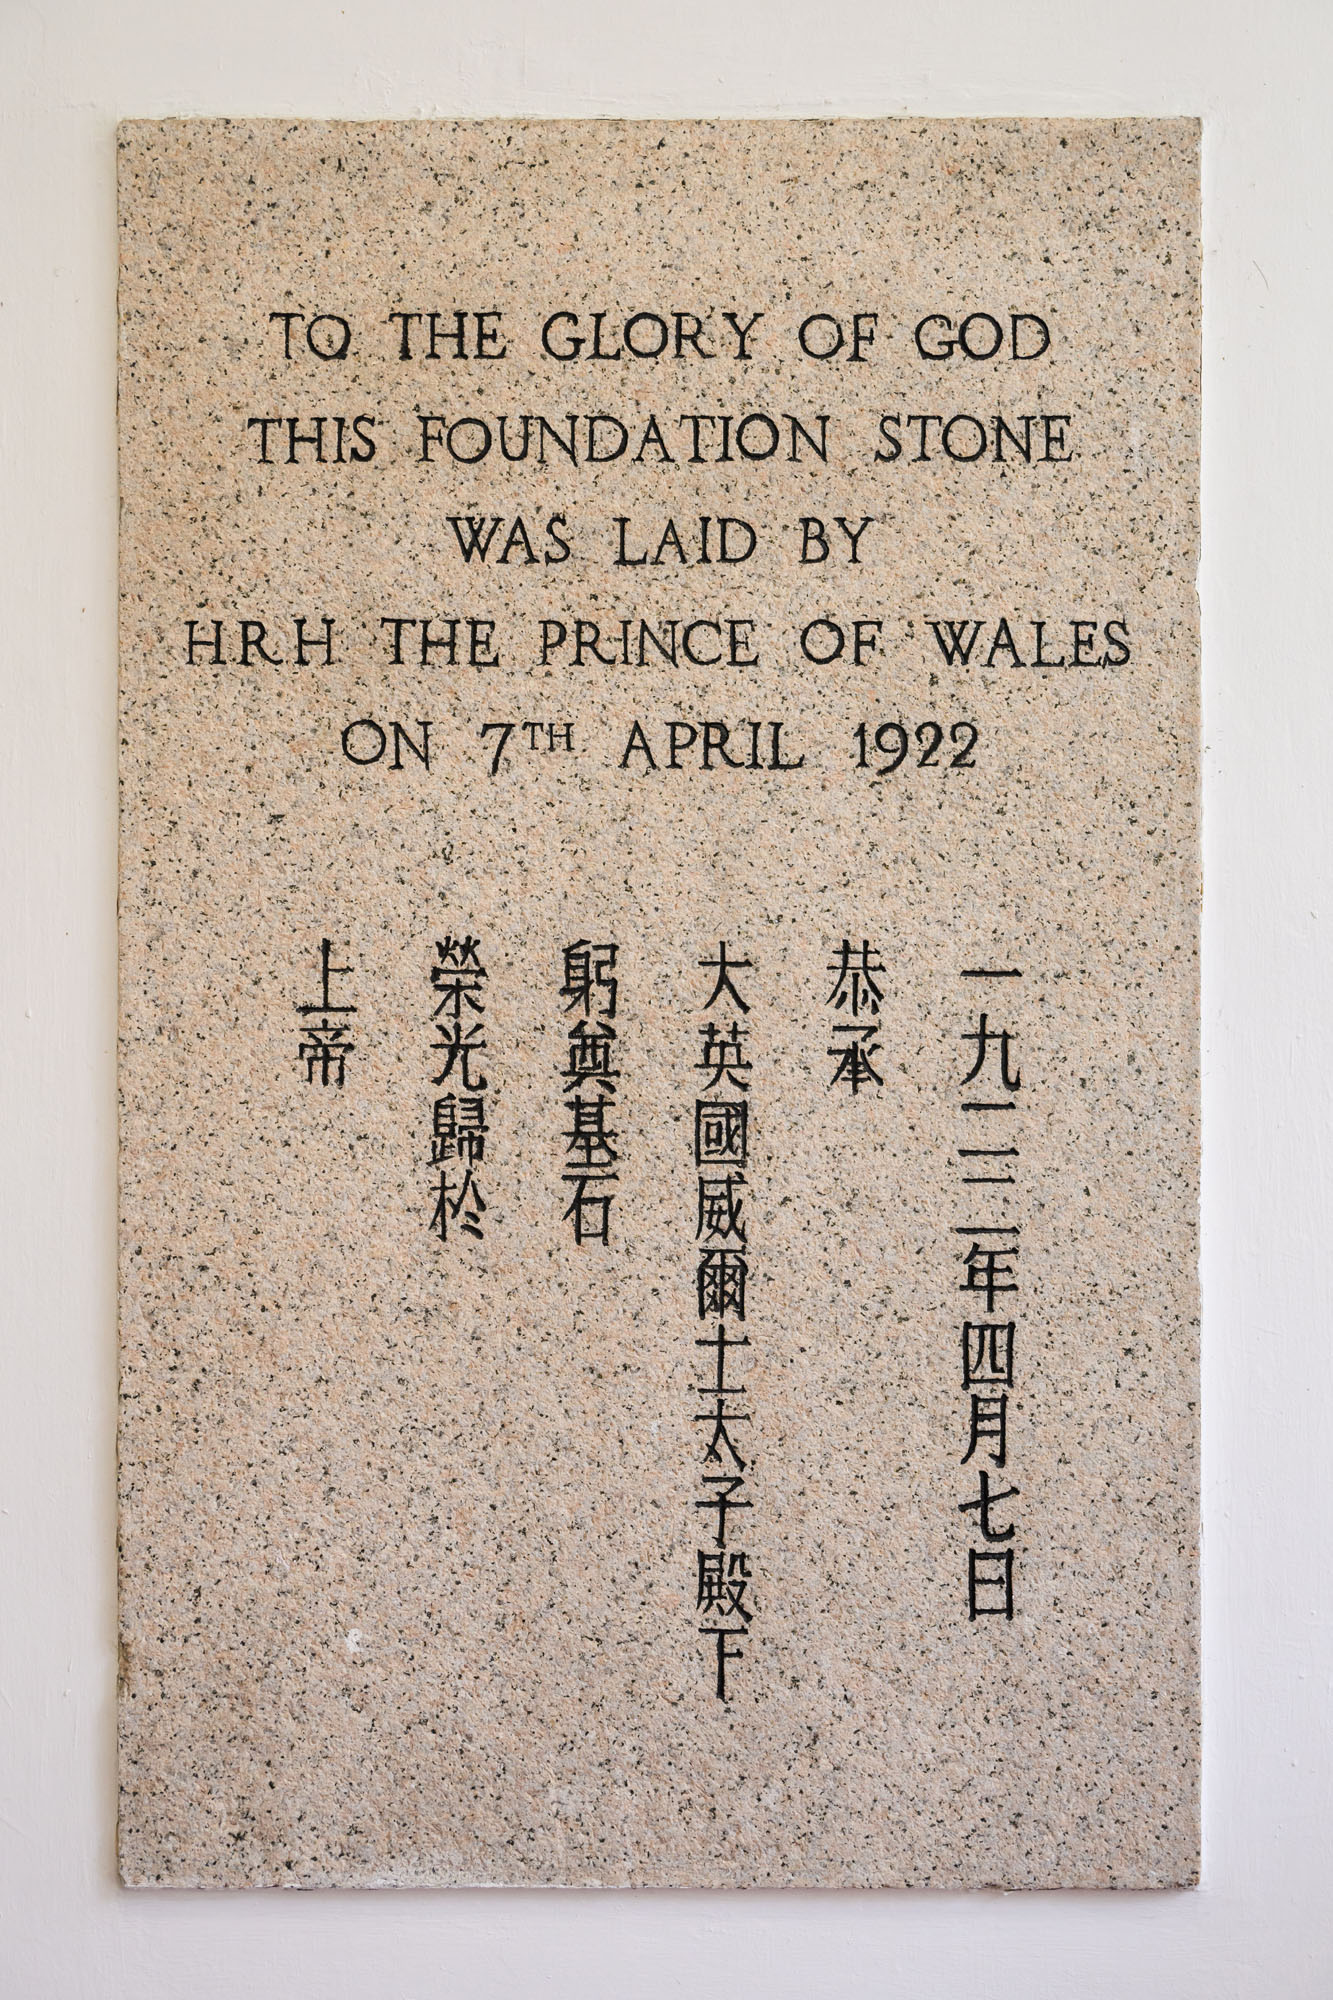 TO THE GLORY OF GOD
THIS FOUNDATION STONE
WAS LAID BY
H.R.H THE PRINCE OF WALES
ON 7TH APRIL 1922
一九二二年四月七日
恭承
大英國威爾士太子殿下
躬奠基石
榮光歸於
上帝